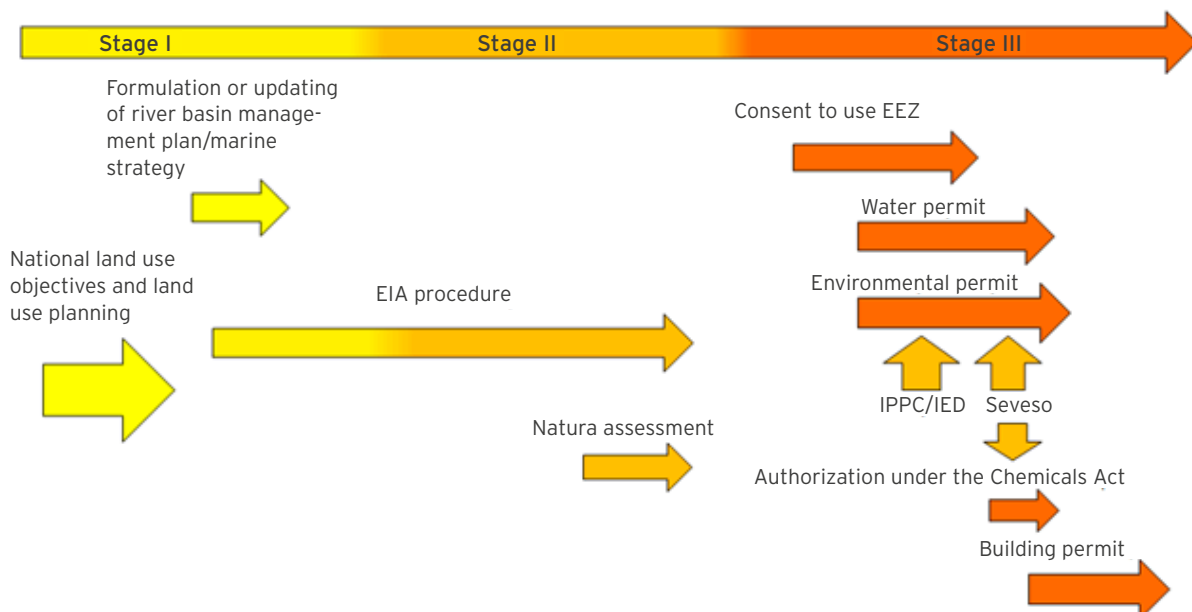 Stage I
Stage II
Stage III
Formulation or updating
of river basin manage-
ment plan/marine
strategy
Consent to use EEZ
Water permit
National land use
objectives and land
use planning
EIA procedure
Environmental permit
IPPC/IED
Seveso
Natura assessment
Authorization under the Chemicals Act
Building permit